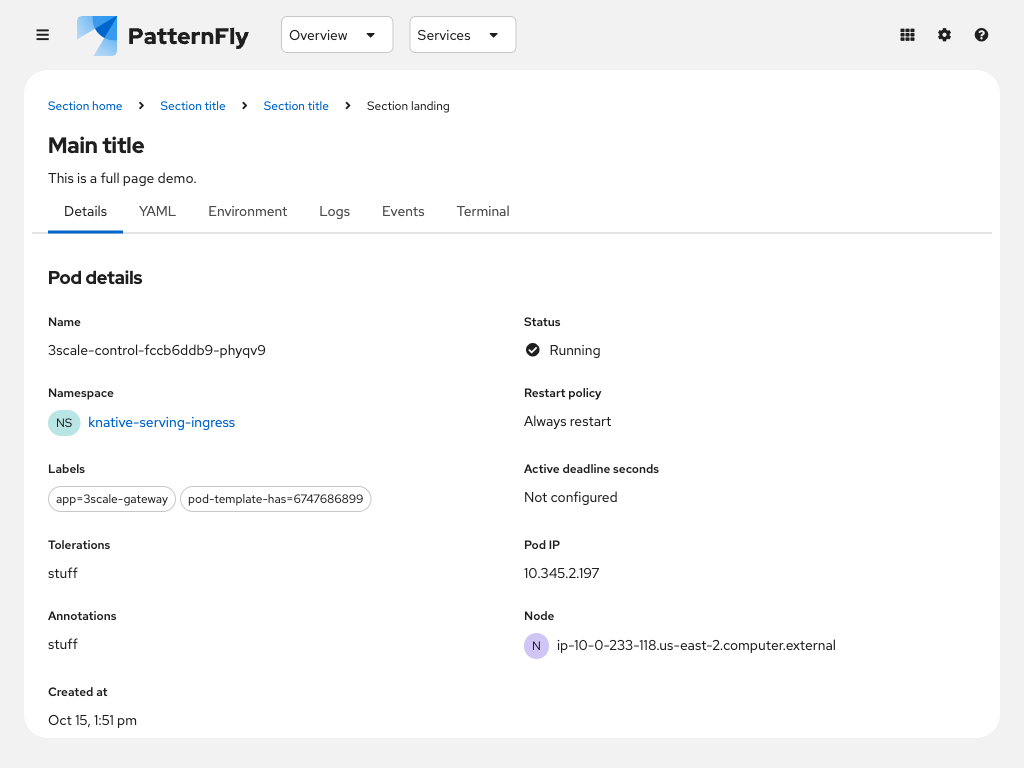 PatternFly Overview Services
Section home Section title Section title Section landing
Main title
This is a full page demo.
Details YAML Environment Logs Events Terminal
Pod details
Name
3scale-control-fccb6ddb9-phyqv9
Status
Running
Namespace
NS knative-serving-ingress
Restart policy
Always restart
Labels
app=3scale-gateway pod-template-has=6747686899
Active deadline seconds
Not configured
Tolerations
stuff
Pod IP
10.345.2.197
Annotations
stuff
Node
N ip-10-0-233-118.us-east-2.computer.external
Created at
Oct 15, 1:51 pm